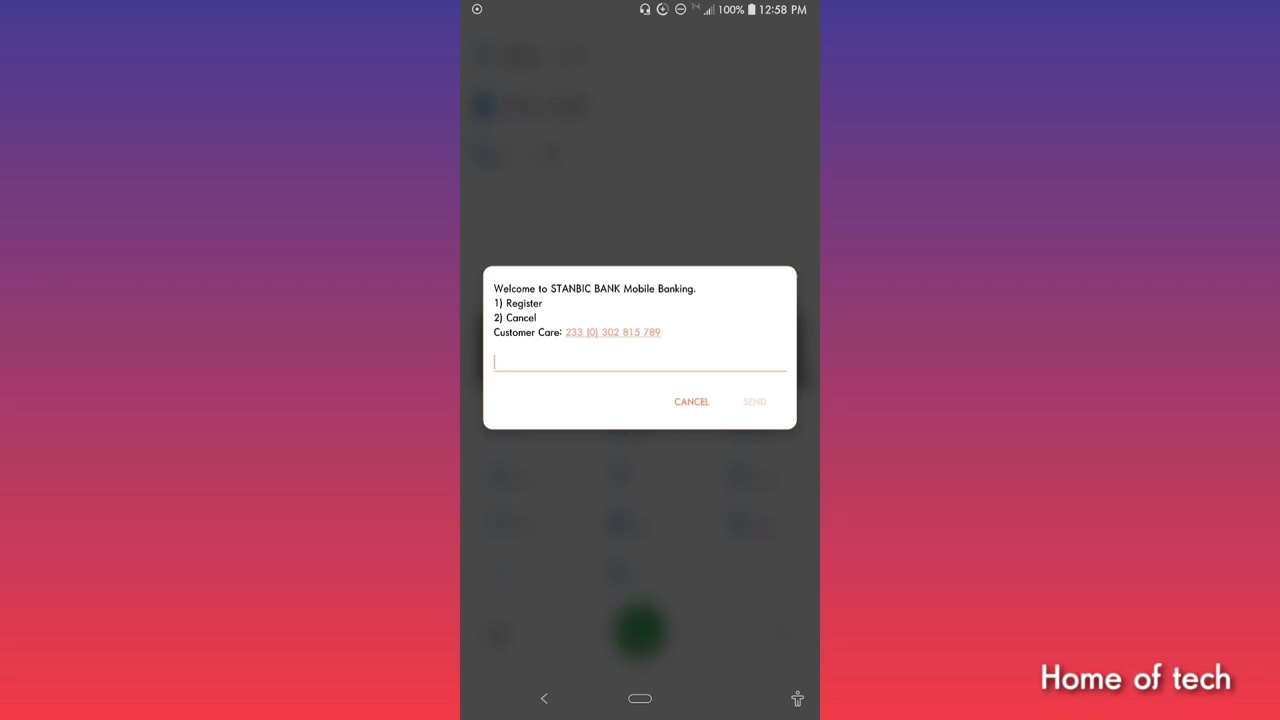 100% 12:58 PM
Welcome to STANBIC BANK Mobile Banking.
1) Register
2) Cancel
Customer Care: 233 (0) 302 815 789
CANCEL SEND
Home of tech